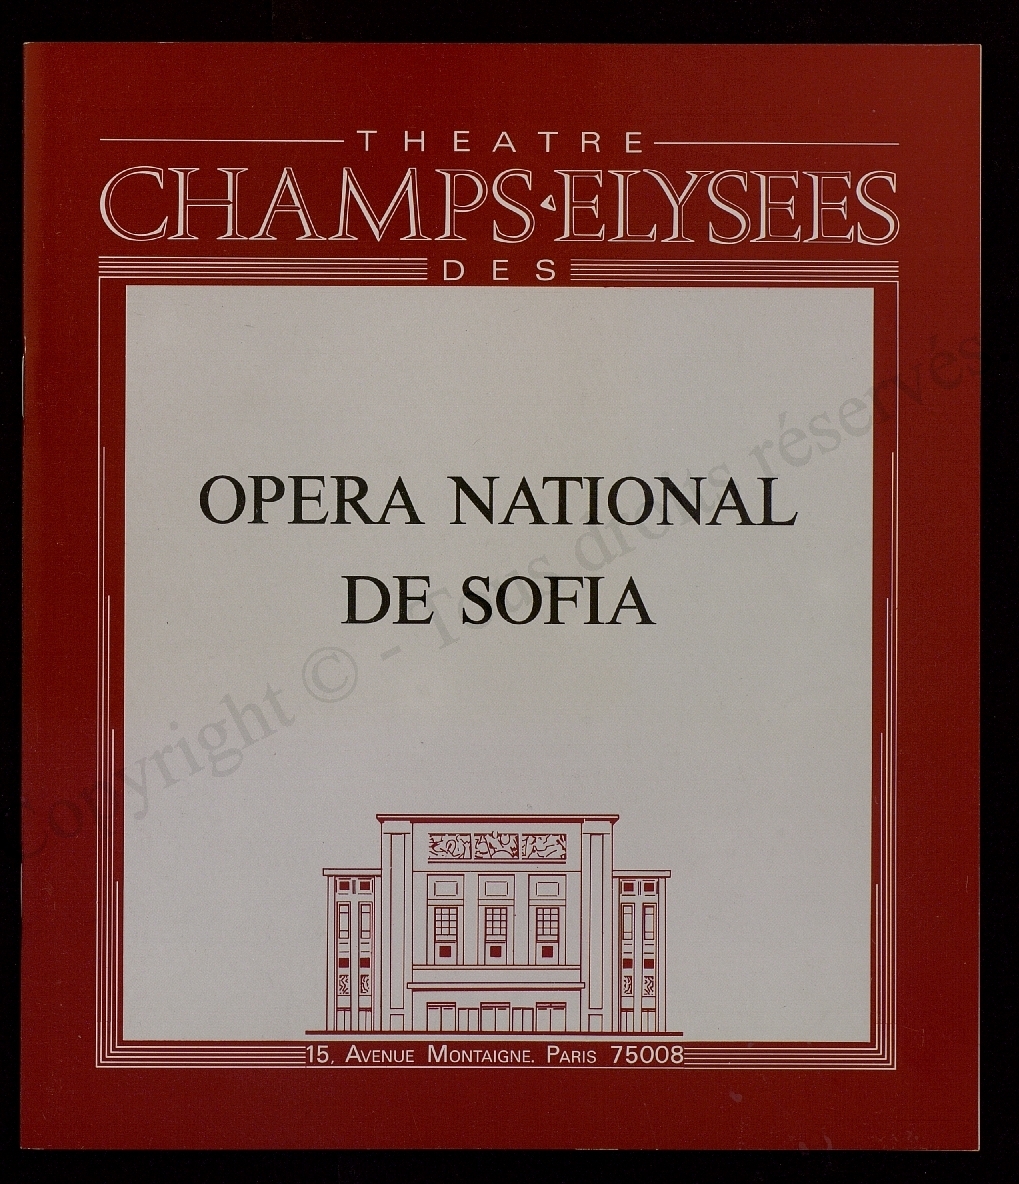 THEATRE
CHAMPS-ELYSEES
DES
OPERA NATIONAL
DE SOFIA
15, AVENUE MONTAIGNE. PARIS 75008
Copyright © - Tous droits réservés